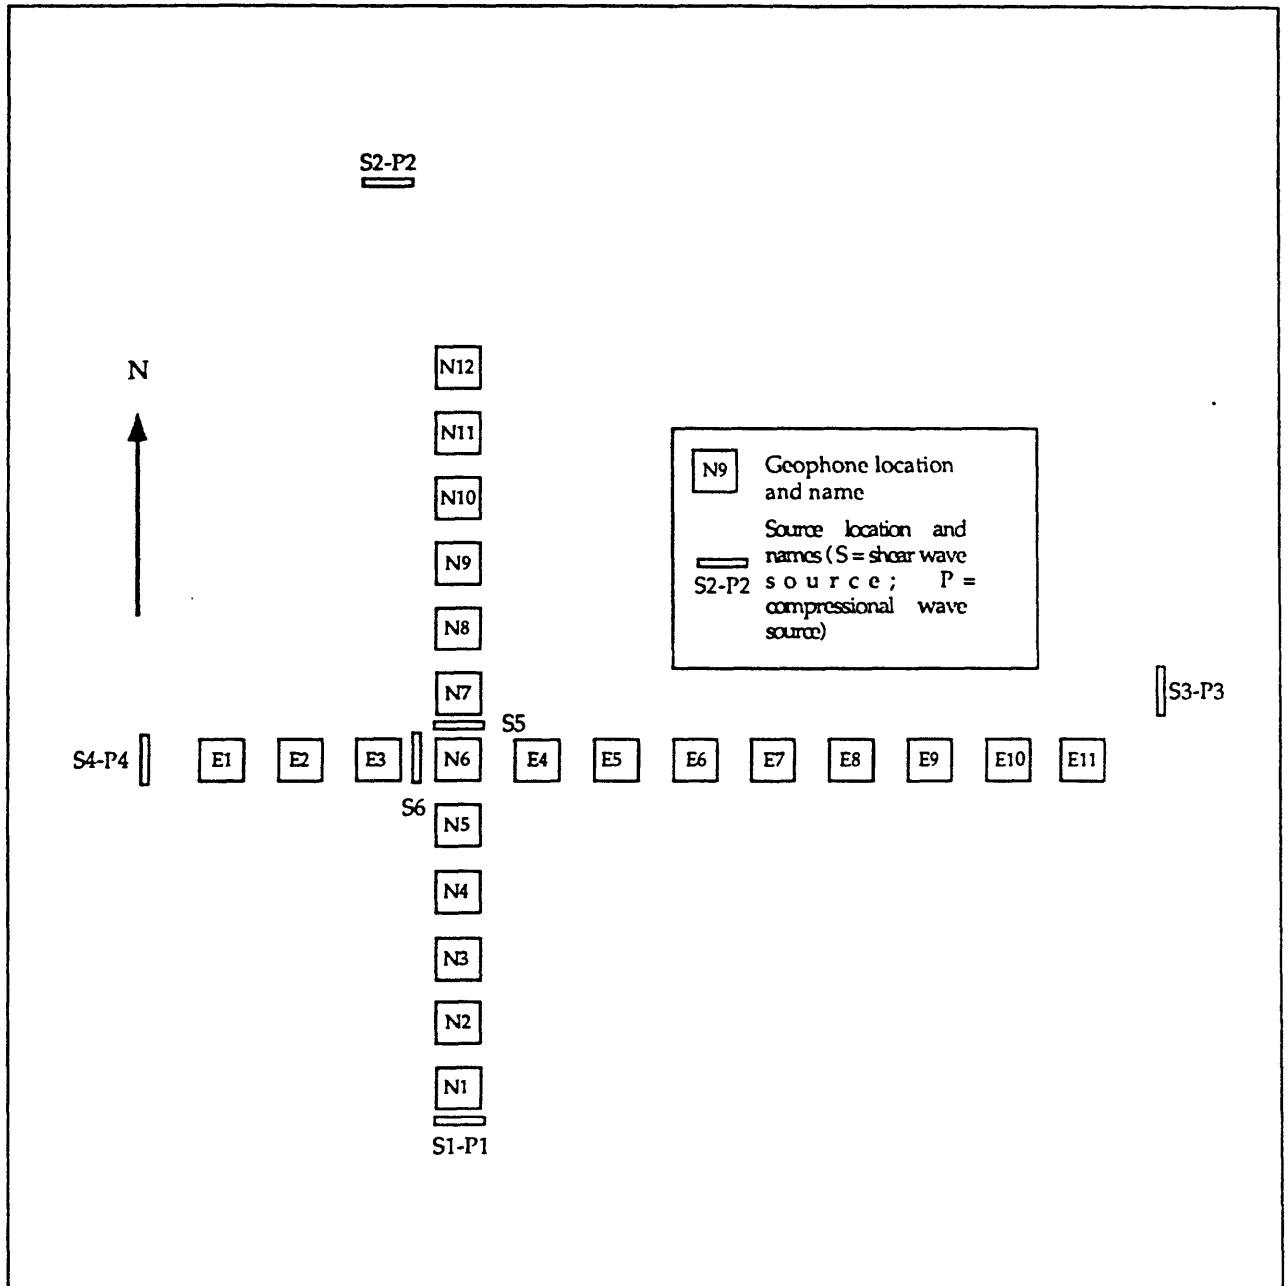 S2-P2
N
N12
N11
N10
N9
N8
N7
N9
Geophone location
and name
Source location and
names (S = shear wave
source; P =
S2-P2
compressional wave
source)
S3-P3
S5
S4-P4
E1
E2
E3
N6
E4
E5
E6
E7
E8
E9
E10
E11
S6
N5
N4
N3
N2
N1
S1-P1